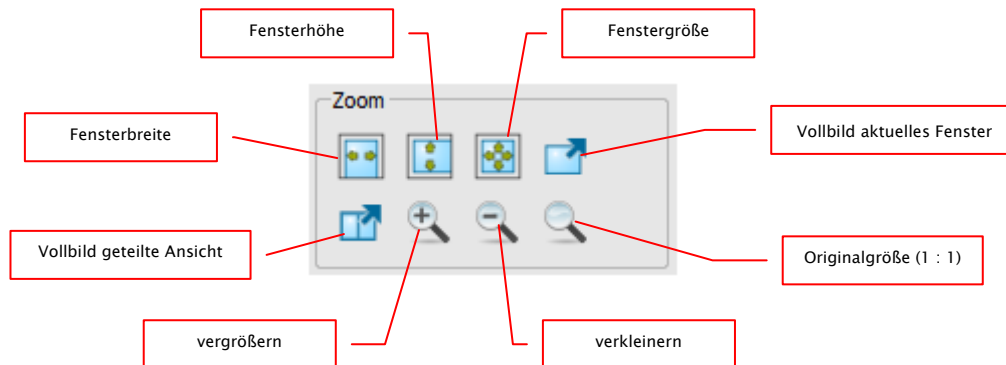 Fensterhöhe
Fenstergröße
Zoom
Fensterbreite
Vollbild aktuelles Fenster
Vollbild geteilte Ansicht
Originalgröße (1 : 1)
vergrößern
verkleinern